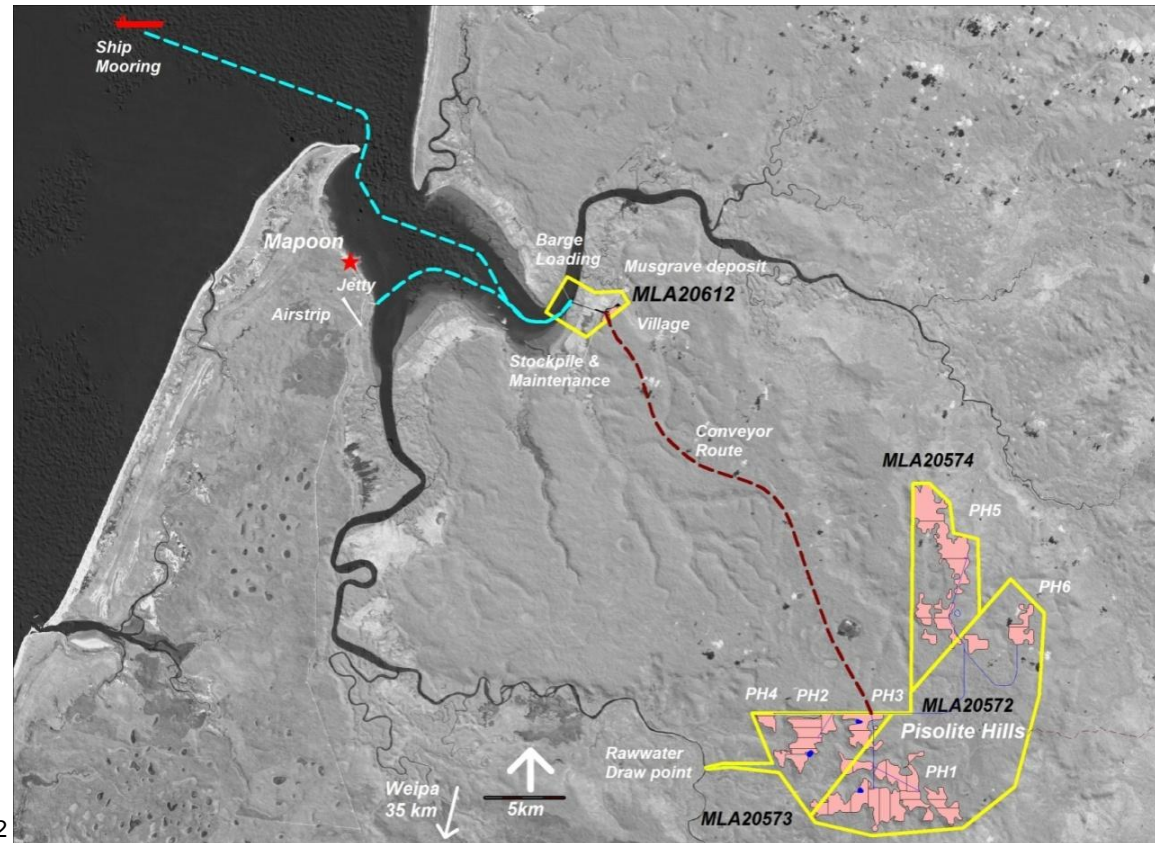 Ship
Mooring
Mapoon
Jetty
Airstrip
Barge
Loading
Musgrave deposit
MLA20612
Village
Stockpile &
Maintenance
Conveyor
Route
MLA20574
PH5
PH6
PH4
PH2
PH3
MLA20572
Pisolite Hills
PH1
Rawwater
Draw point
MLA20573
Weipa
35 km
5km
2